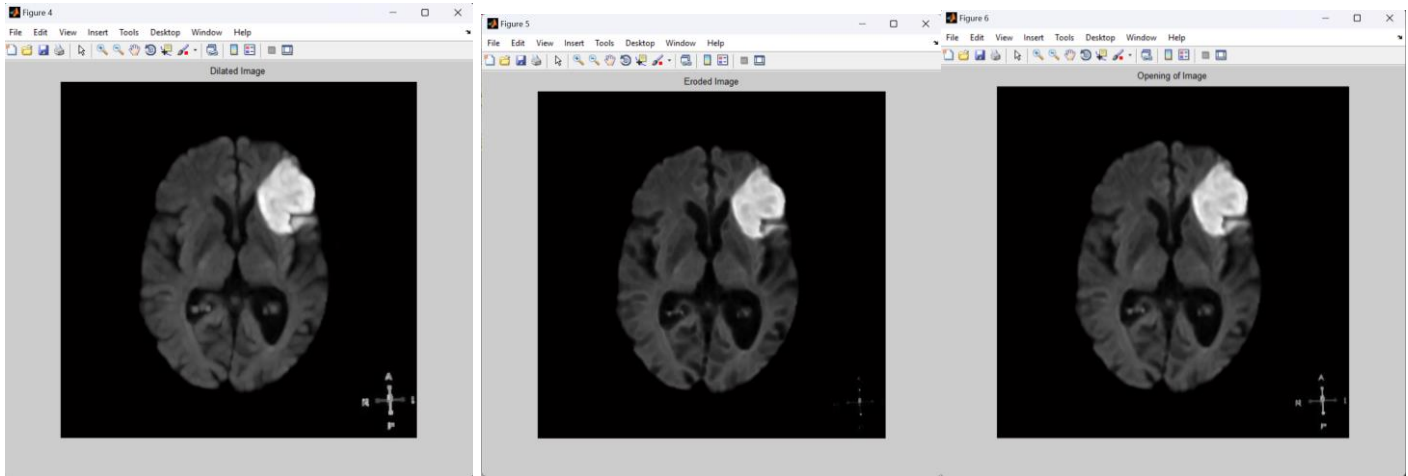 Figure 4
File Edit View Insert Tools Desktop Window Help
Dilated Image
A
P
Figure 5
File Edit View Insert Tools Desktop Window Help
Eroded Image
Figure 6
File Edit View Insert Tools Desktop Window Help
Opening of Image
A
P